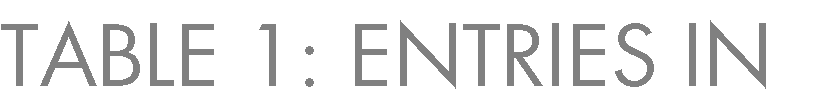 TABLE 1: ENTRIES IN